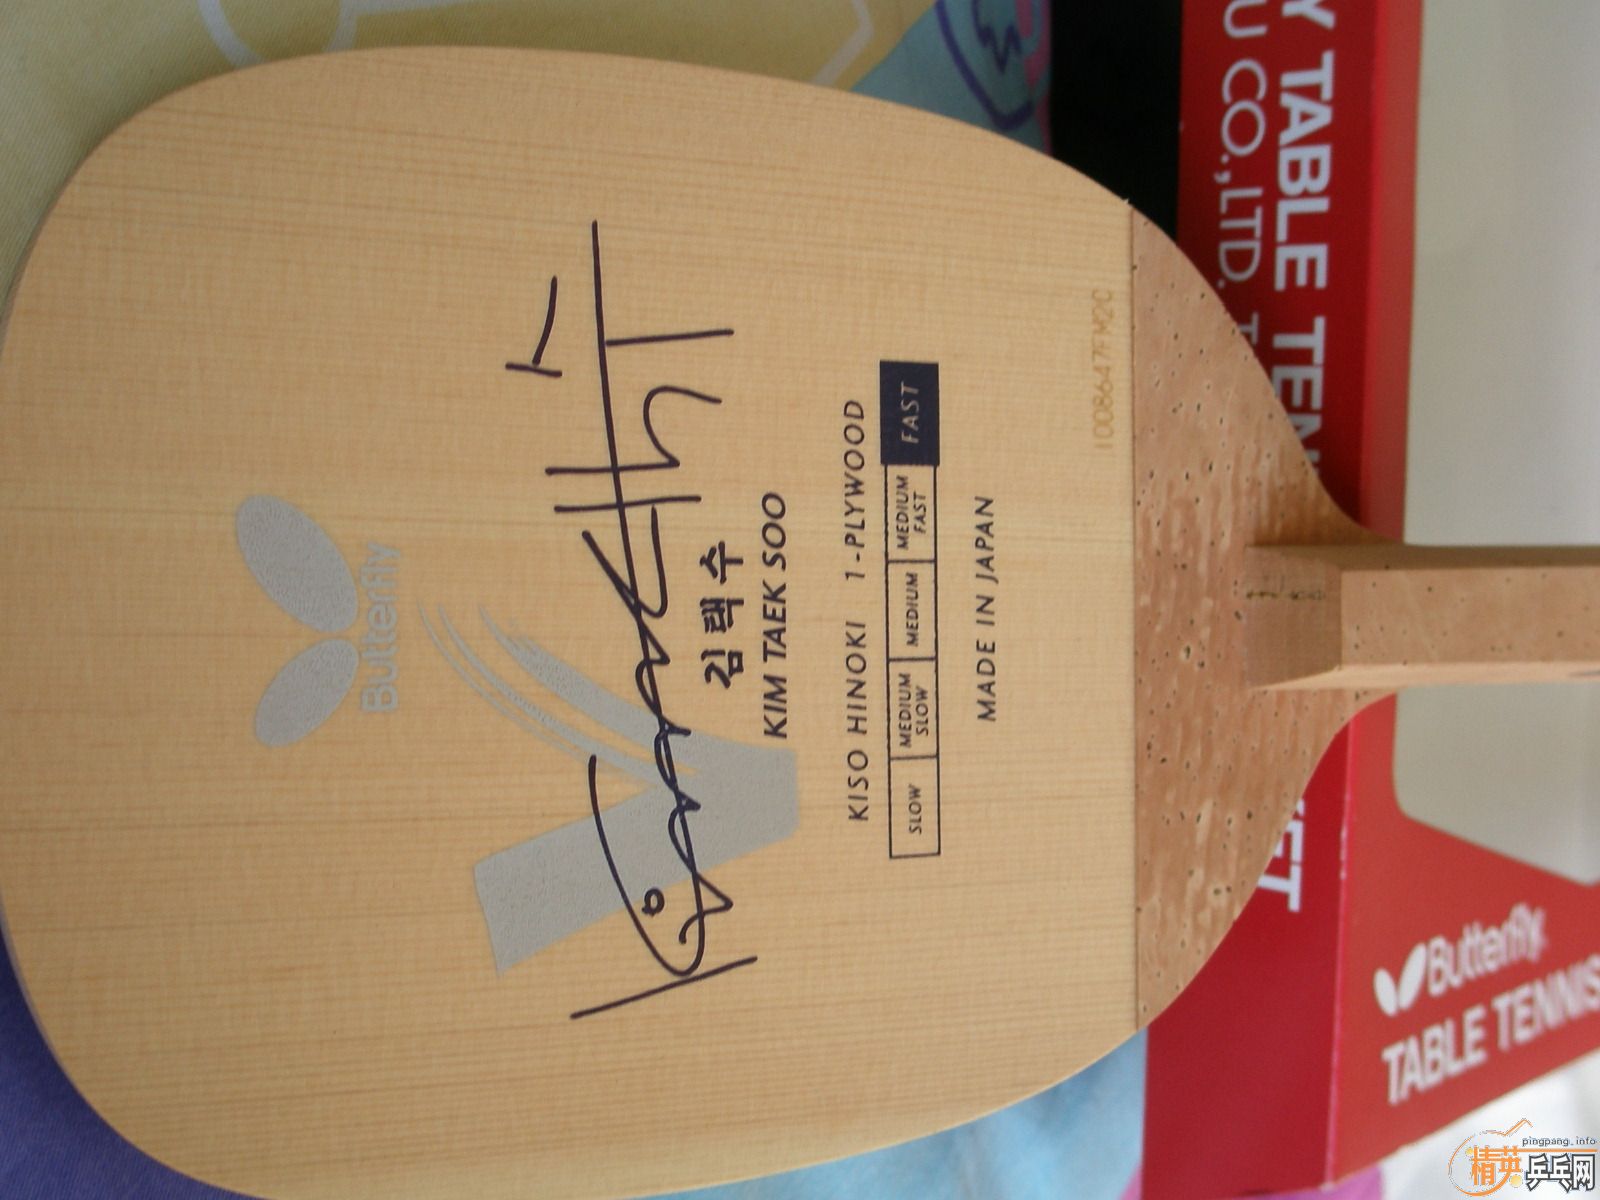 Butterfly
김택수
KIM TAEK SOO
KISO HINOKI 1-PLYWOOD
SLOW
MEDIUM SLOW
MEDIUM
MEDIUM FAST
FAST
MADE IN JAPAN
1008647FM2C
Y TABLE TEN
U CO.,LTD. T
Butterfly
TABLE TENNIS
pingpang.info
精英乒乓网